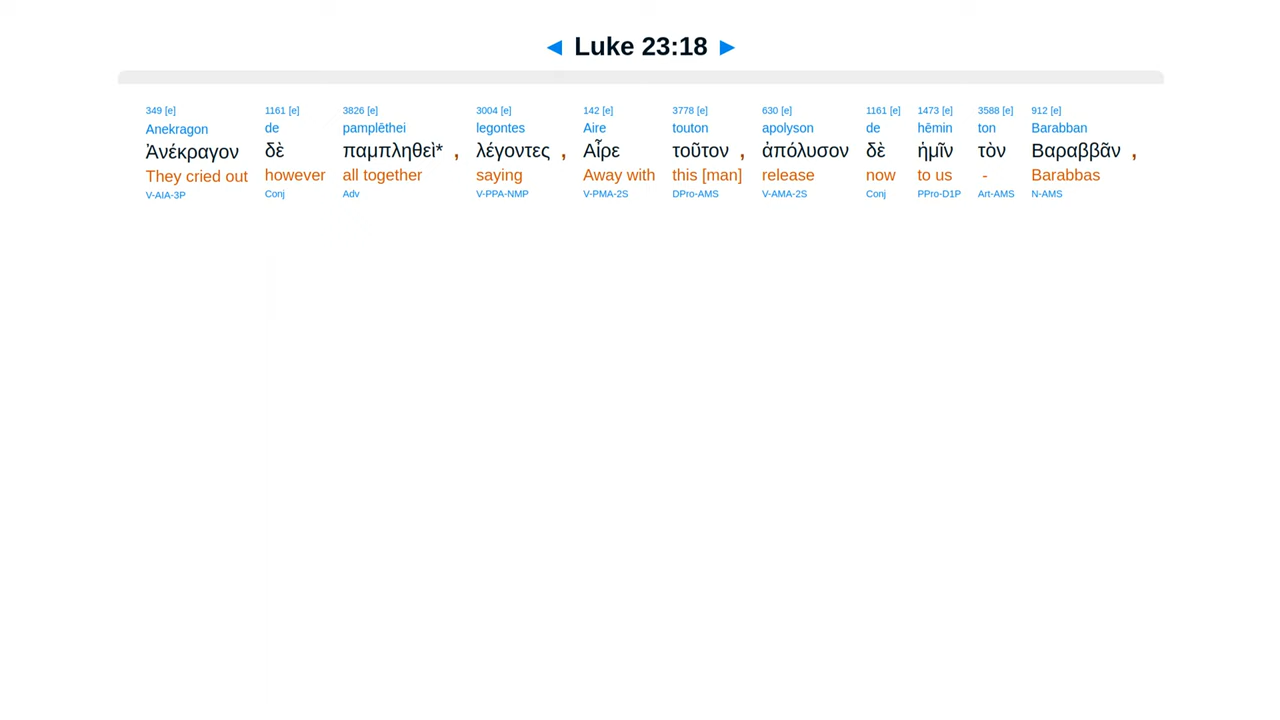 ◄ Luke 23:18 ►
349 [e] 1161 [e] 3826 [e] 3004 [e] 142 [e] 3778 [e] 630 [e] 1161 [e] 1473 [e] 3588 [e] 912 [e]
Anekragon de pamplēthei legontes Aire touton apolyson de hēmin ton Barabban
Ἀνέκραγον δὲ παμπληθεὶ* , λέγοντες , Αἶρε τοῦτον , ἀπόλυσον δὲ ἡμῖν τὸν Βαραββᾶν ,
They cried out however all together saying Away with this [man] release now to us - Barabbas
V-AIA-3P Conj Adv V-PPA-NMP V-PMA-2S DPro-AMS V-AMA-2S Conj PPro-D1P Art-AMS N-AMS